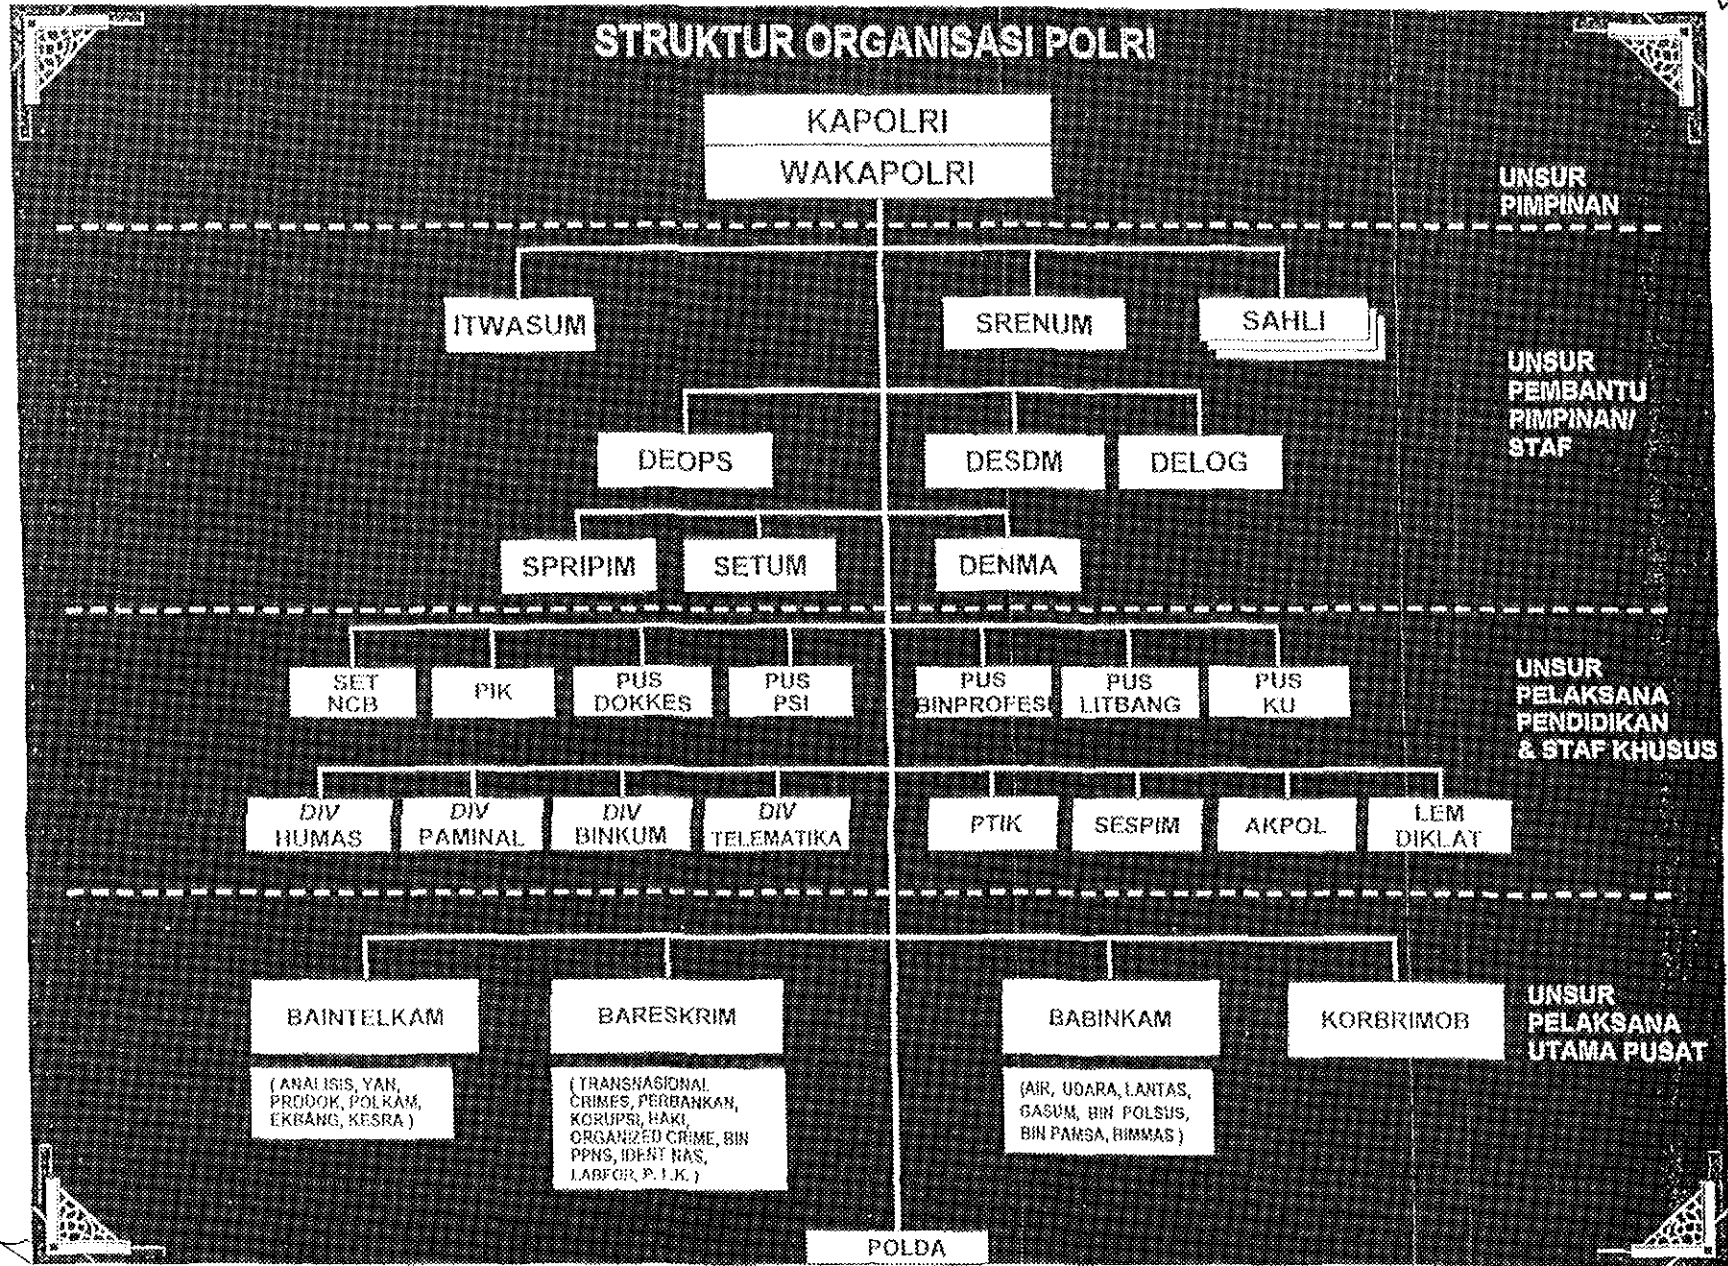 STRUKTUR ORGANISASI POLRI
KAPOLRI
WAKAPOLRI
UNSUR
PIMPINAN
ITWASUM
SRENUM
SAHLI
UNSUR
PEMBANTU
PIMPINAN/
STAF
DEOPS
DESDM
DELOG
SPRIPIM
SETUM
DENMA
SET
NCB
PIK
PUS
DOKKES
PUS
PSI
PUS
BINPROFESI
PUS
LITBANG
PUS
KU
UNSUR
PELAKSANA
PENDIDIKAN
& STAF KHUSUS
DIV
HUMAS
DIV
PAMINAL
DIV
BINKUM
DIV
TELEMATIKA
PTIK
SESPIM
AKPOL
LEM
DIKLAT
BAINTELKAM
BARESKRIM
BABINKAM
KORBRIMOB
UNSUR
PELAKSANA
UTAMA PUSAT
( ANALISIS, YAN,
PRODOK, POLKAM,
EKBANG, KESRA )
( TRANSNASIONAL
CRIMES, PERBANKAN,
KORUPSI, HAKI,
ORGANIZED CRIME, BIN
PPNS, IDENT NAS,
LABFOR, P. I.K. )
(AIR, UDARA, LANTAS,
GASUM, BIN POLSUS,
BIN PAMSA, BIMMAS )
POLDA